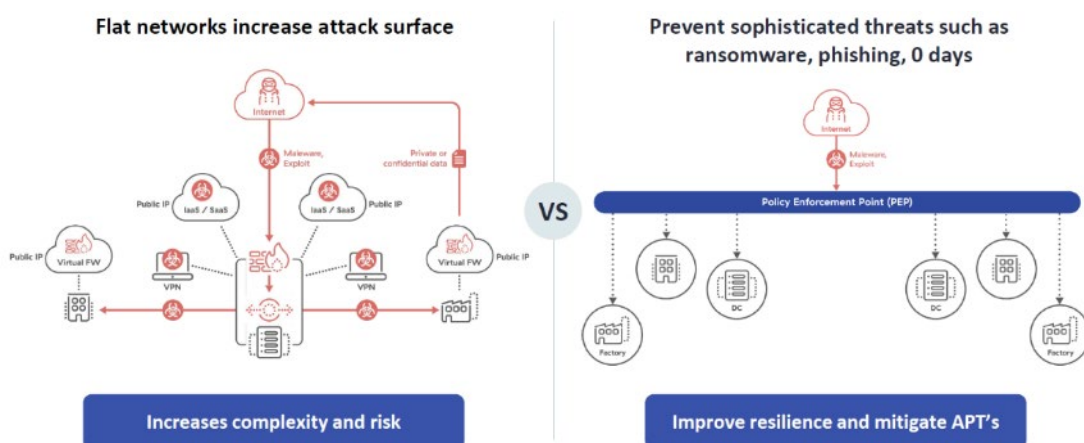 Flat networks increase attack surface
Internet
Maleware,
Exploit
Private or
confidential data
Public IP
IaaS / SaaS
IaaS / SaaS
Public IP
Public IP
Virtual FW
VPN
VPN
Virtual FW
Public IP
Increases complexity and risk
VS
Prevent sophisticated threats such as
ransomware, phishing, 0 days
Internet
Maleware,
Exploit
Policy Enforcement Point (PEP)
DC
DC
Factory
Factory
Improve resilience and mitigate APT's